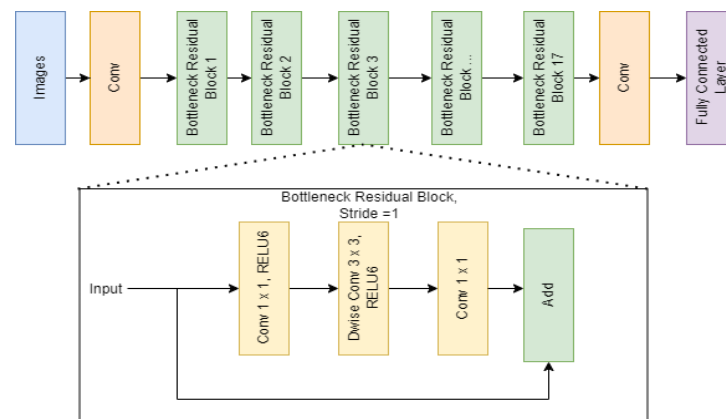 Images
Conv
Bottleneck Residual
Block 1
Bottleneck Residual
Block 2
Bottleneck Residual
Block 3
Bottleneck Residual
Block ...
Bottleneck Residual
Block 17
Conv
Fully Connected
Layer
Bottleneck Residual Block,
Stride =1
Input
Conv 1 x 1, RELU6
Dwise Conv 3 x 3,
RELU6
Conv 1 x 1
Add